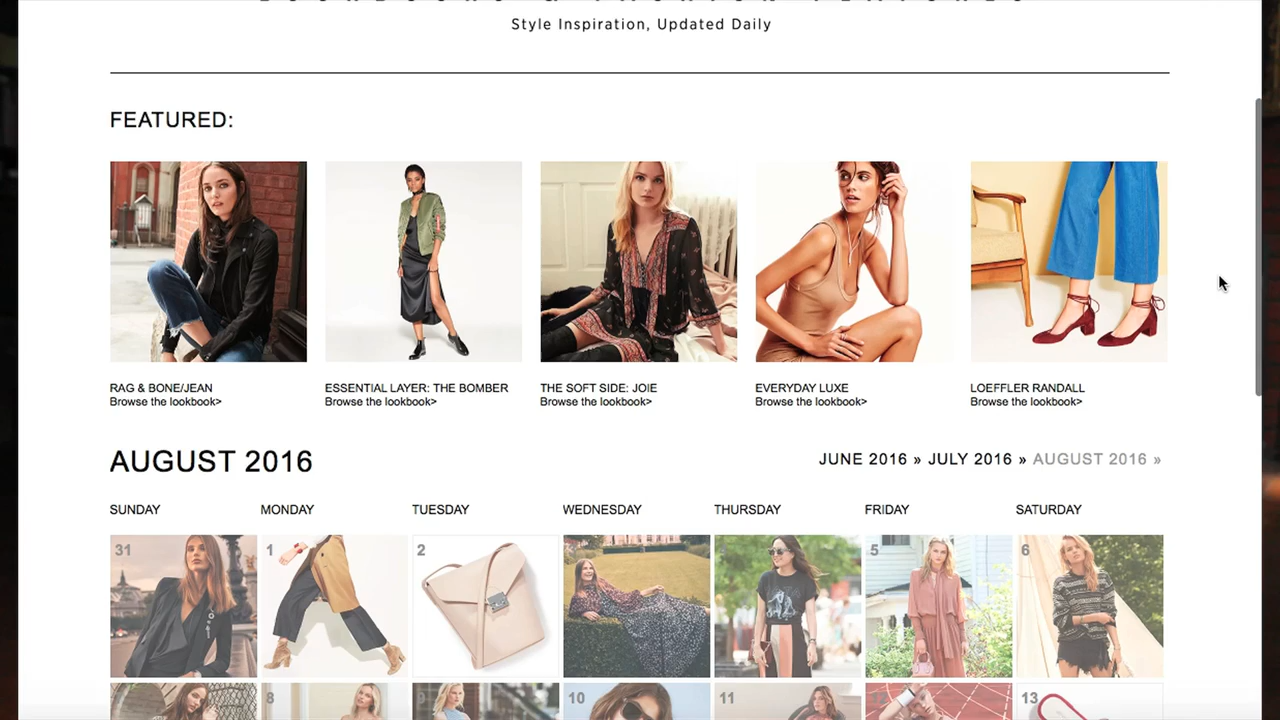 Style Inspiration, Updated Daily
FEATURED:
RAG & BONE/JEAN
Browse the lookbook>
ESSENTIAL LAYER: THE BOMBER
Browse the lookbook>
THE SOFT SIDE: JOIE
Browse the lookbook>
EVERYDAY LUXE
Browse the lookbook>
LOEFFLER RANDALL
Browse the lookbook>
AUGUST 2016
JUNE 2016 » JULY 2016 » AUGUST 2016 »
SUNDAY MONDAY TUESDAY WEDNESDAY THURSDAY FRIDAY SATURDAY
31 1 2 5 6
8 10 11 13